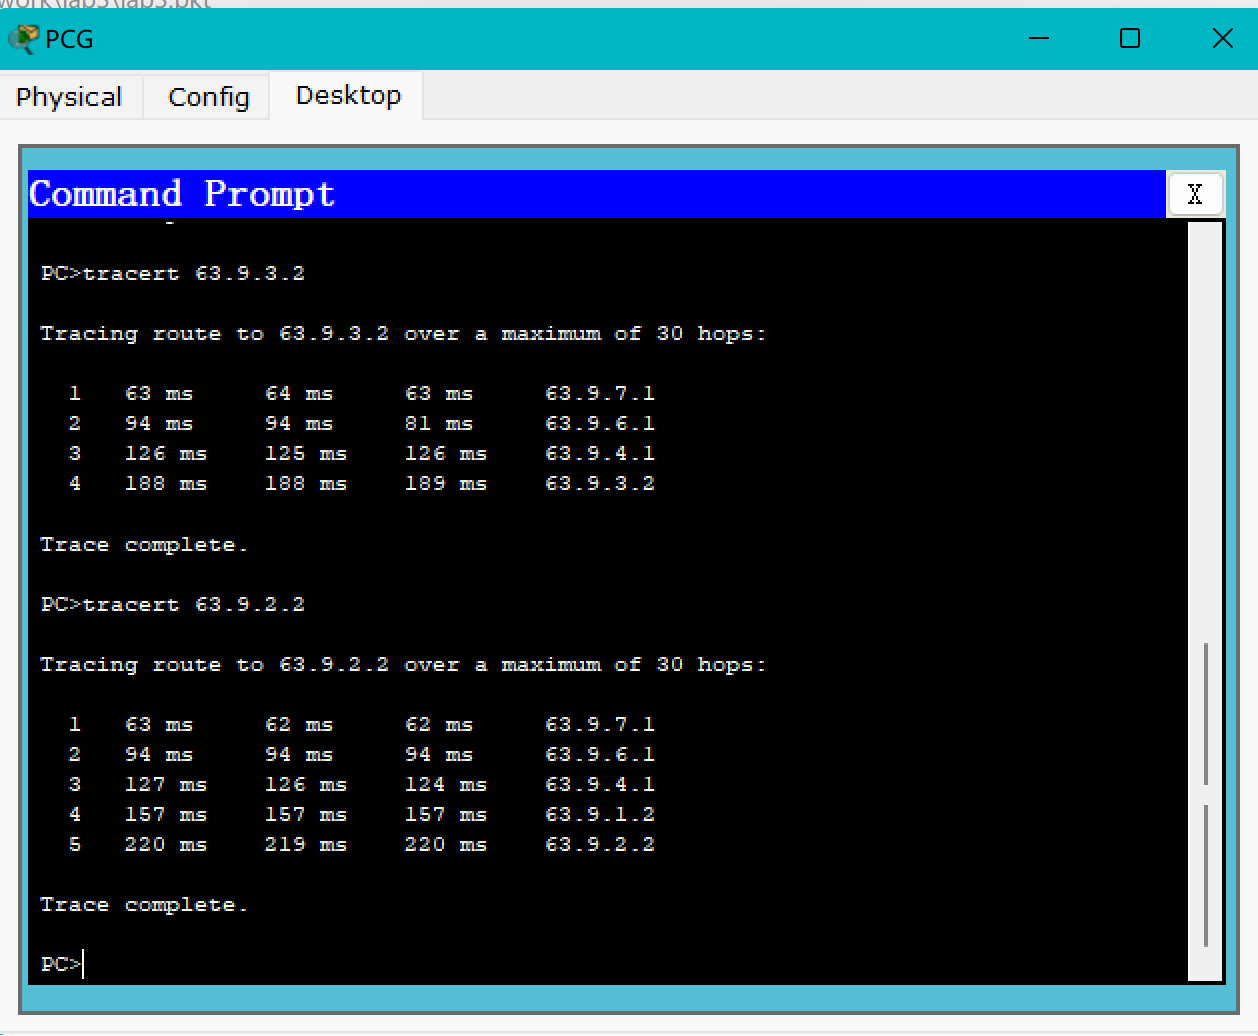 work\lab3\lab3.pkt
PCG
Physical Config Desktop
Command Prompt X
PC>tracert 63.9.3.2
Tracing route to 63.9.3.2 over a maximum of 30 hops:
1 63 ms 64 ms 63 ms 63.9.7.1
2 94 ms 94 ms 81 ms 63.9.6.1
3 126 ms 125 ms 126 ms 63.9.4.1
4 188 ms 188 ms 189 ms 63.9.3.2
Trace complete.
PC>tracert 63.9.2.2
Tracing route to 63.9.2.2 over a maximum of 30 hops:
1 63 ms 62 ms 62 ms 63.9.7.1
2 94 ms 94 ms 94 ms 63.9.6.1
3 127 ms 126 ms 124 ms 63.9.4.1
4 157 ms 157 ms 157 ms 63.9.1.2
5 220 ms 219 ms 220 ms 63.9.2.2
Trace complete.
PC>